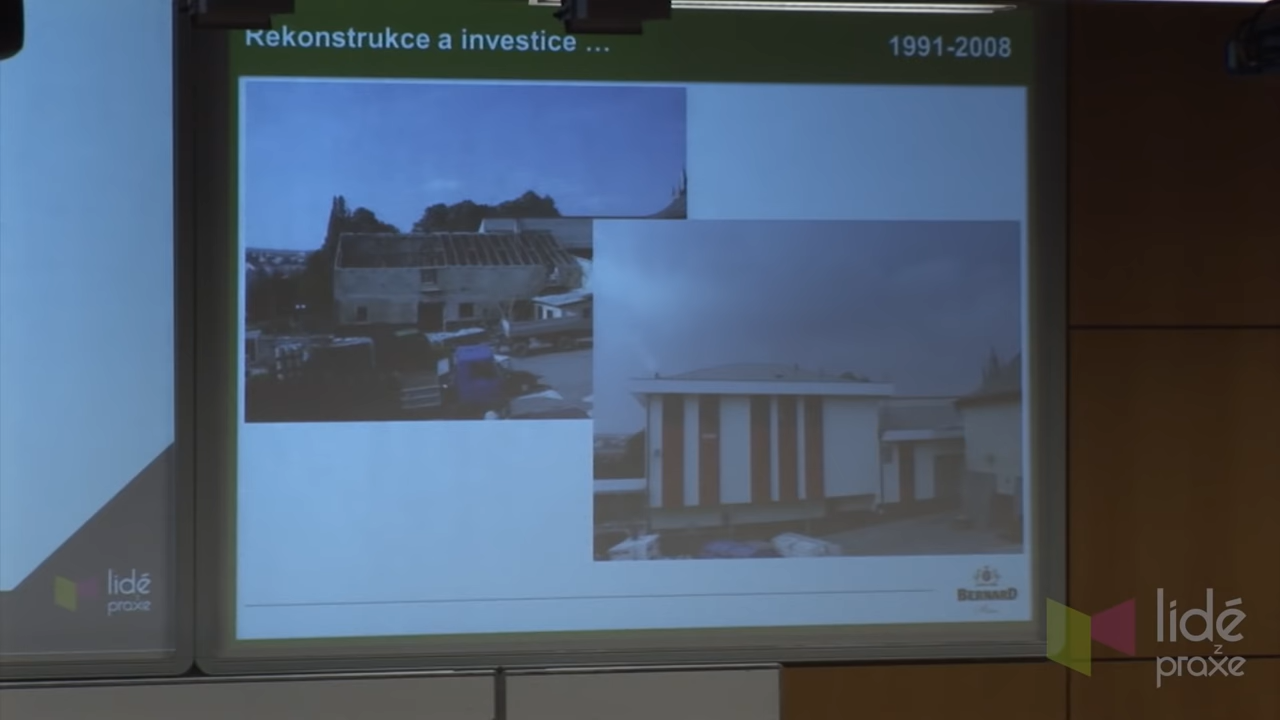 Rekonstrukce a investice ...
1991-2008
BERNARD
lidé
praxe
lidé
z
praxe